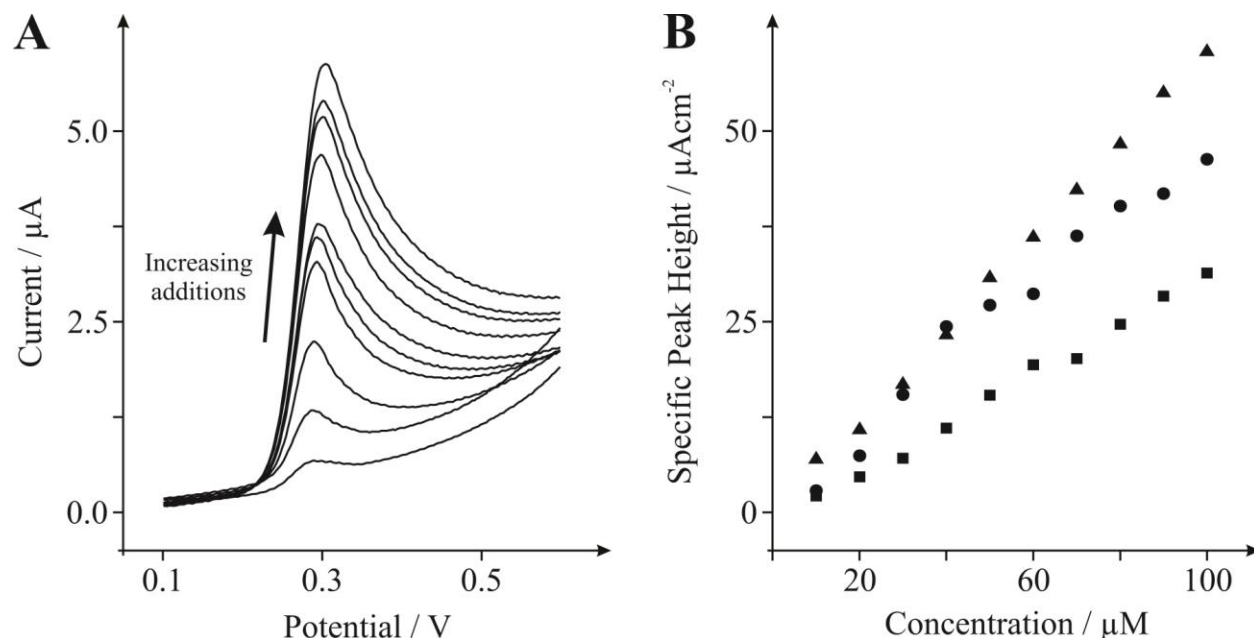 A
Current / μA
5.0
2.5
0.0
Increasing
additions
0.1
0.3
0.5
Potential / V
B
Specific Peak Height / μAcm⁻²
50
25
0
20
60
100
Concentration / μM